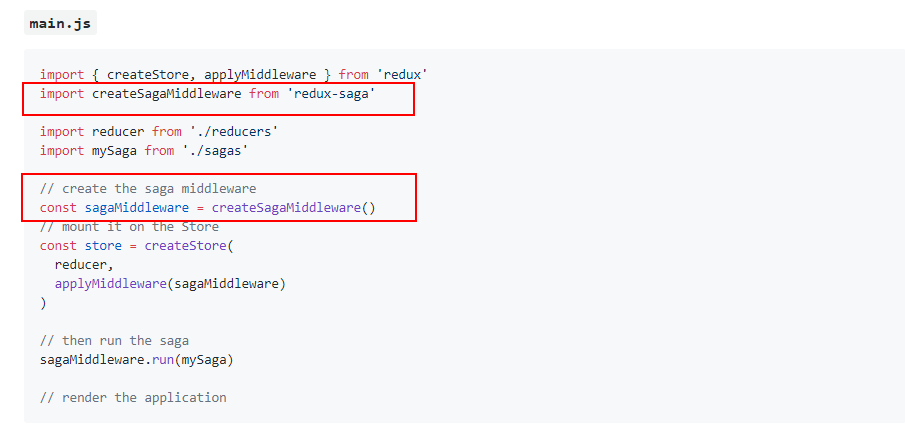 main.js
import { createStore, applyMiddleware } from 'redux'
import createSagaMiddleware from 'redux-saga'
import reducer from './reducers'
import mySaga from './sagas'
// create the saga middleware
const sagaMiddleware = createSagaMiddleware()
// mount it on the Store
const store = createStore(
  reducer,
  applyMiddleware(sagaMiddleware)
)
// then run the saga
sagaMiddleware.run(mySaga)
// render the application